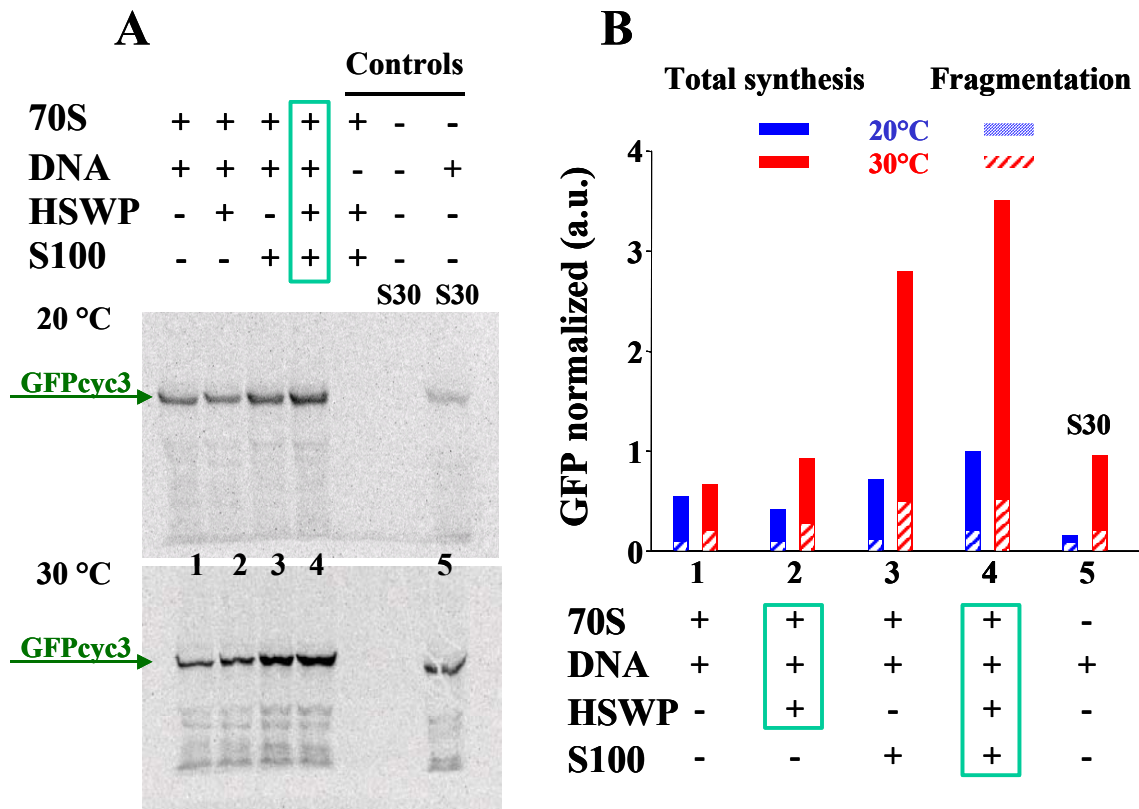 A
Controls
70S + + + + + - -
DNA + + + + - - +
HSWP - + - + + - -
S100 - - + + + - -
S30 S30
20 °C
GFPcyc3
1 2 3 4 5
30 °C
GFPcyc3
B
Total synthesis Fragmentation
20°C
30°C
GFP normalized (a.u.)
4
3
2
1
0
S30
1 2 3 4 5
70S + + + + -
DNA + + + + +
HSWP - + - + -
S100 - - + + -